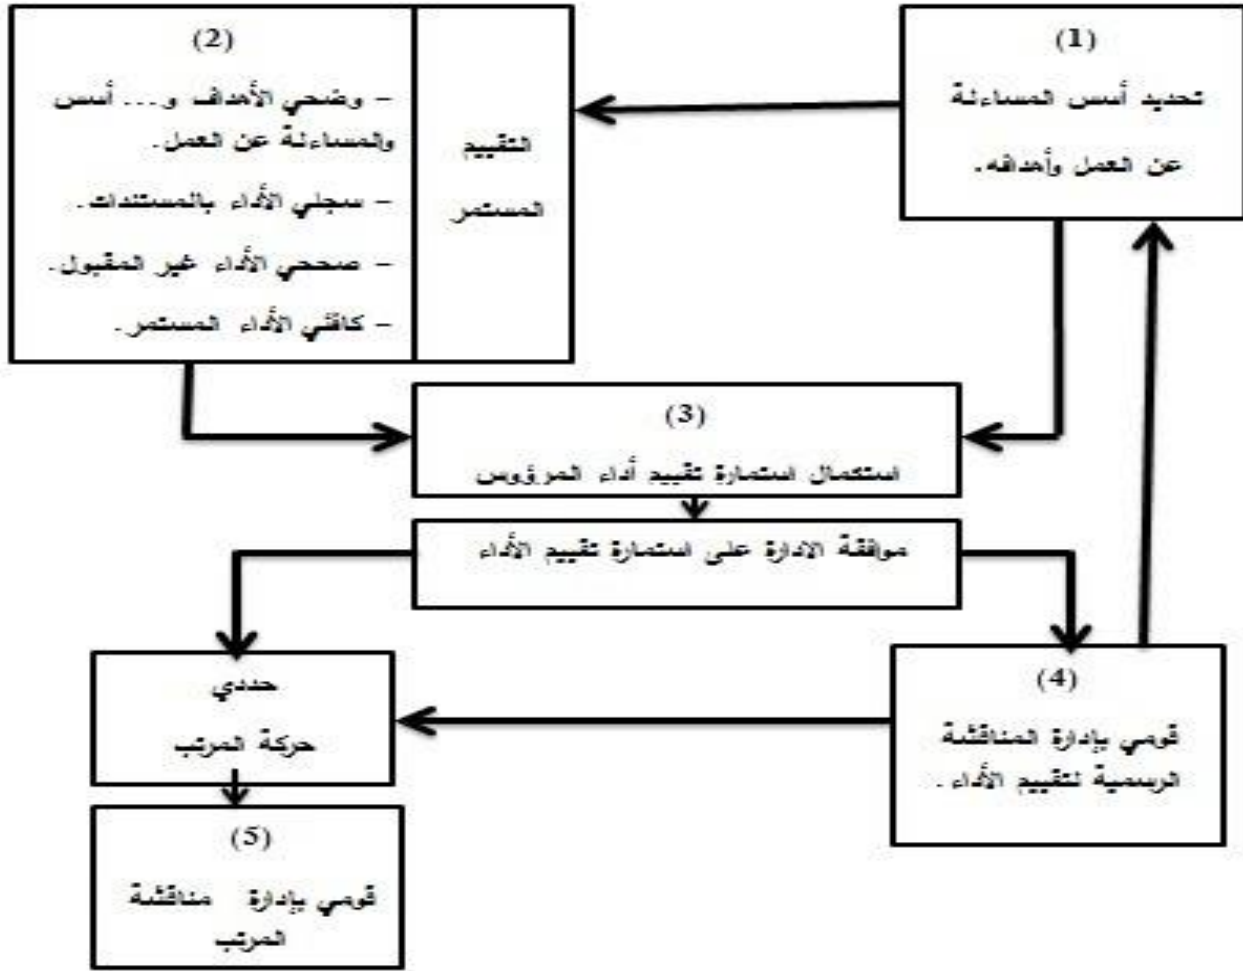 (1)
تحديد أسس المساءلة
عن العمل وأهدافه.
التقييم
المستمر
(2)
– وضحي الأهداف و... أسس
والمساءلة عن العمل.
– سجلي الأداء بالمستندات.
– صححي الأداء غير المقبول.
– كافئي الأداء المستمر.
(3)
استكمال استمارة تقييم أداء المرؤوس
موافقة الادارة على استمارة تقييم الأداء
(4)
قومي بإدارة المناقشة
الرسمية لتقييم الأداء.
حددي
حركة المرتب
(5)
قومي بإدارة مناقشة
المرتب